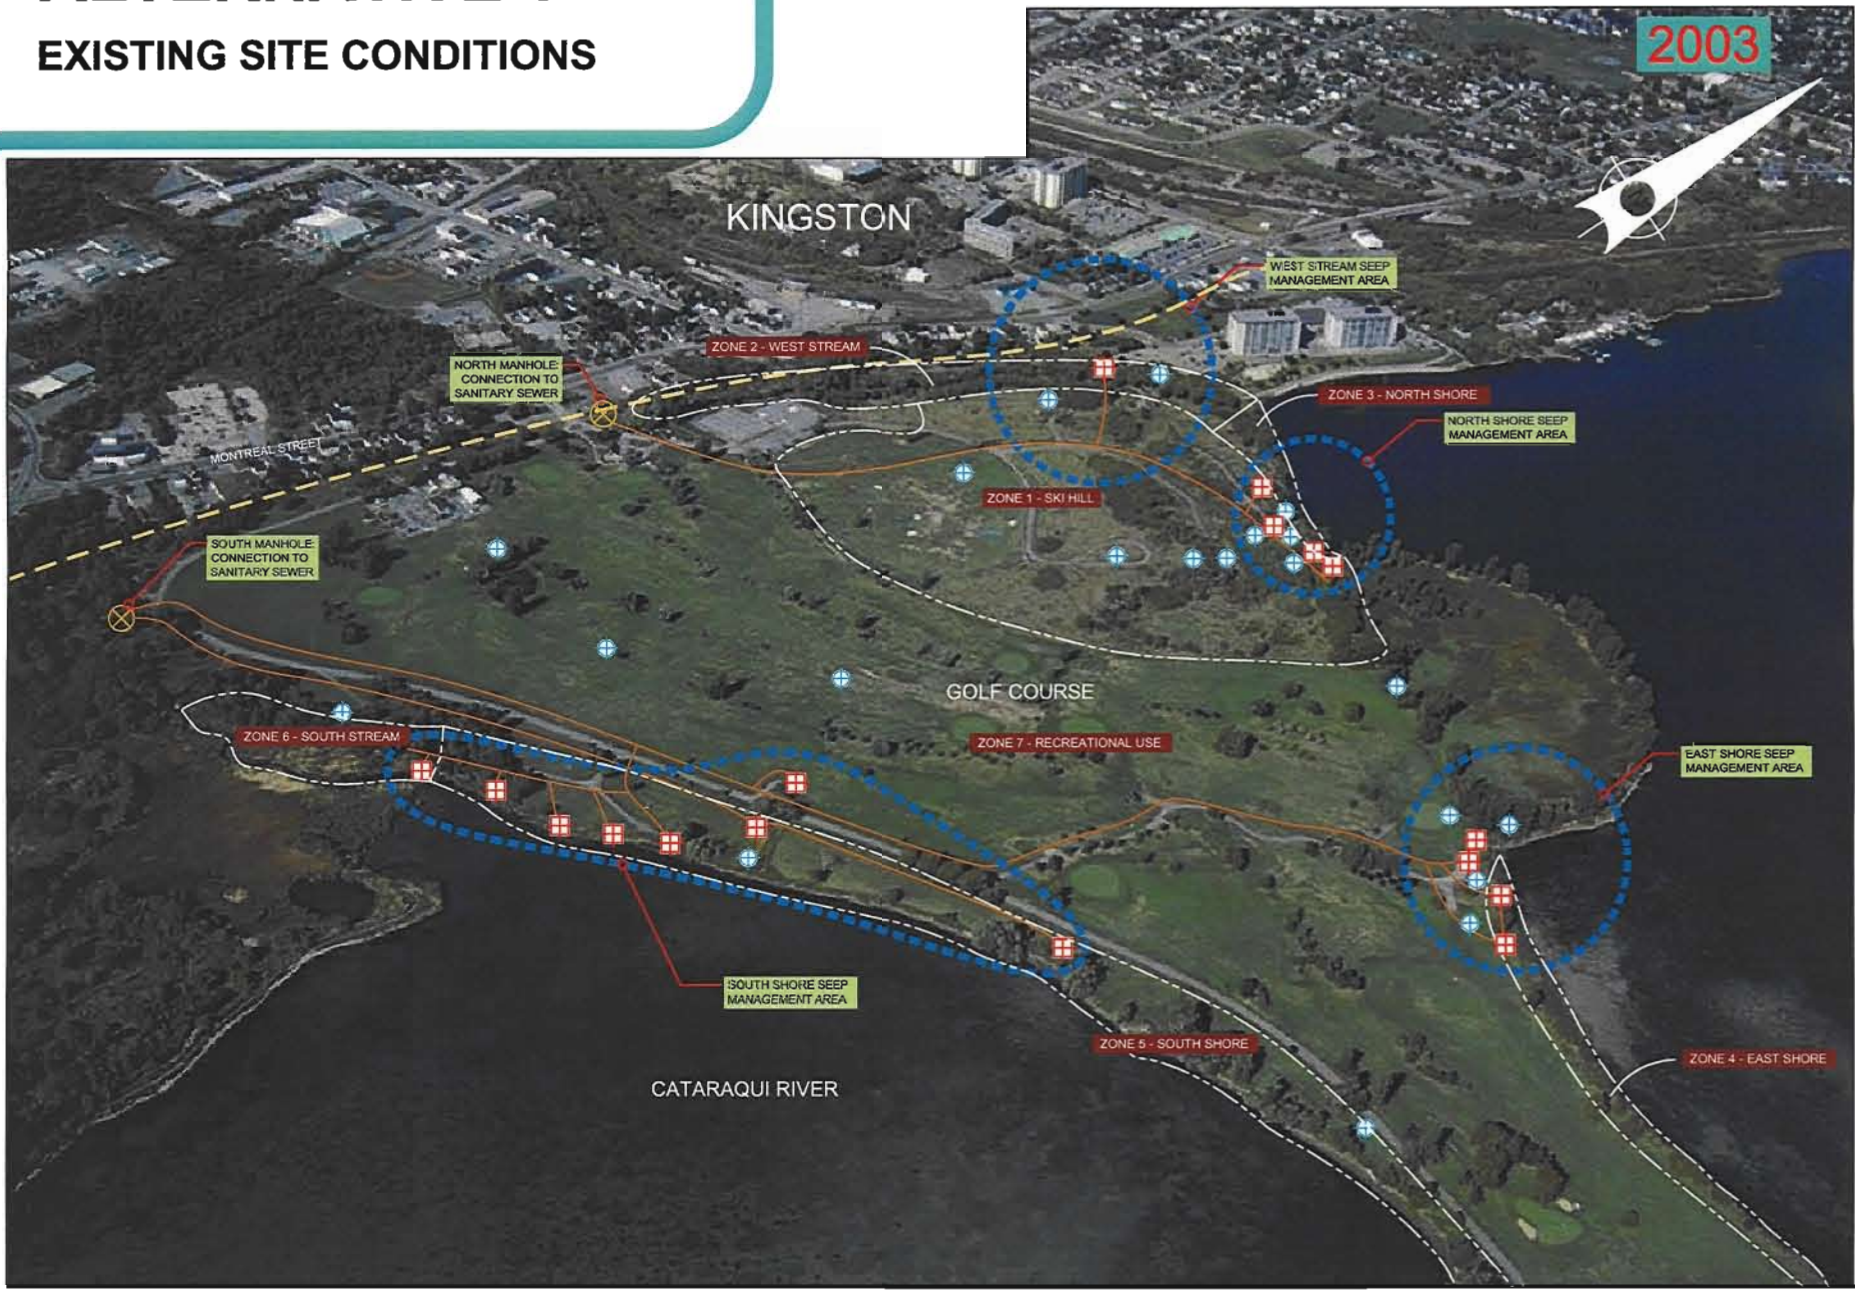 EXISTING SITE CONDITIONS
2003
KINGSTON
WEST STREAM SEEP
MANAGEMENT AREA
ZONE 2 - WEST STREAM
NORTH MANHOLE:
CONNECTION TO
SANITARY SEWER
ZONE 3 - NORTH SHORE
NORTH SHORE SEEP
MANAGEMENT AREA
MONTREAL STREET
ZONE 1 - SKI HILL
SOUTH MANHOLE:
CONNECTION TO
SANITARY SEWER
GOLF COURSE
ZONE 6 - SOUTH STREAM
ZONE 7 - RECREATIONAL USE
EAST SHORE SEEP
MANAGEMENT AREA
SOUTH SHORE SEEP
MANAGEMENT AREA
ZONE 5 - SOUTH SHORE
ZONE 4 - EAST SHORE
CATARAQUI RIVER